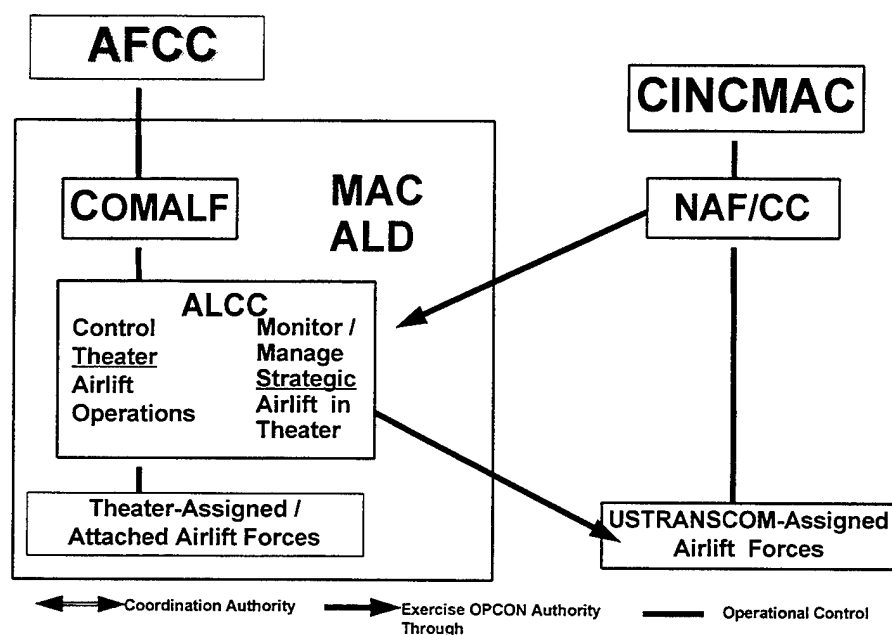 AFCC
CINCMAC
COMALF
MAC
ALD
NAF/CC
ALCC
Control
Theater
Airlift
Operations
Monitor /
Manage
Strategic
Airlift in
Theater
Theater-Assigned /
Attached Airlift Forces
USTRANSCOM-Assigned
Airlift Forces
Coordination Authority
Exercise OPCON Authority
Through
Operational Control